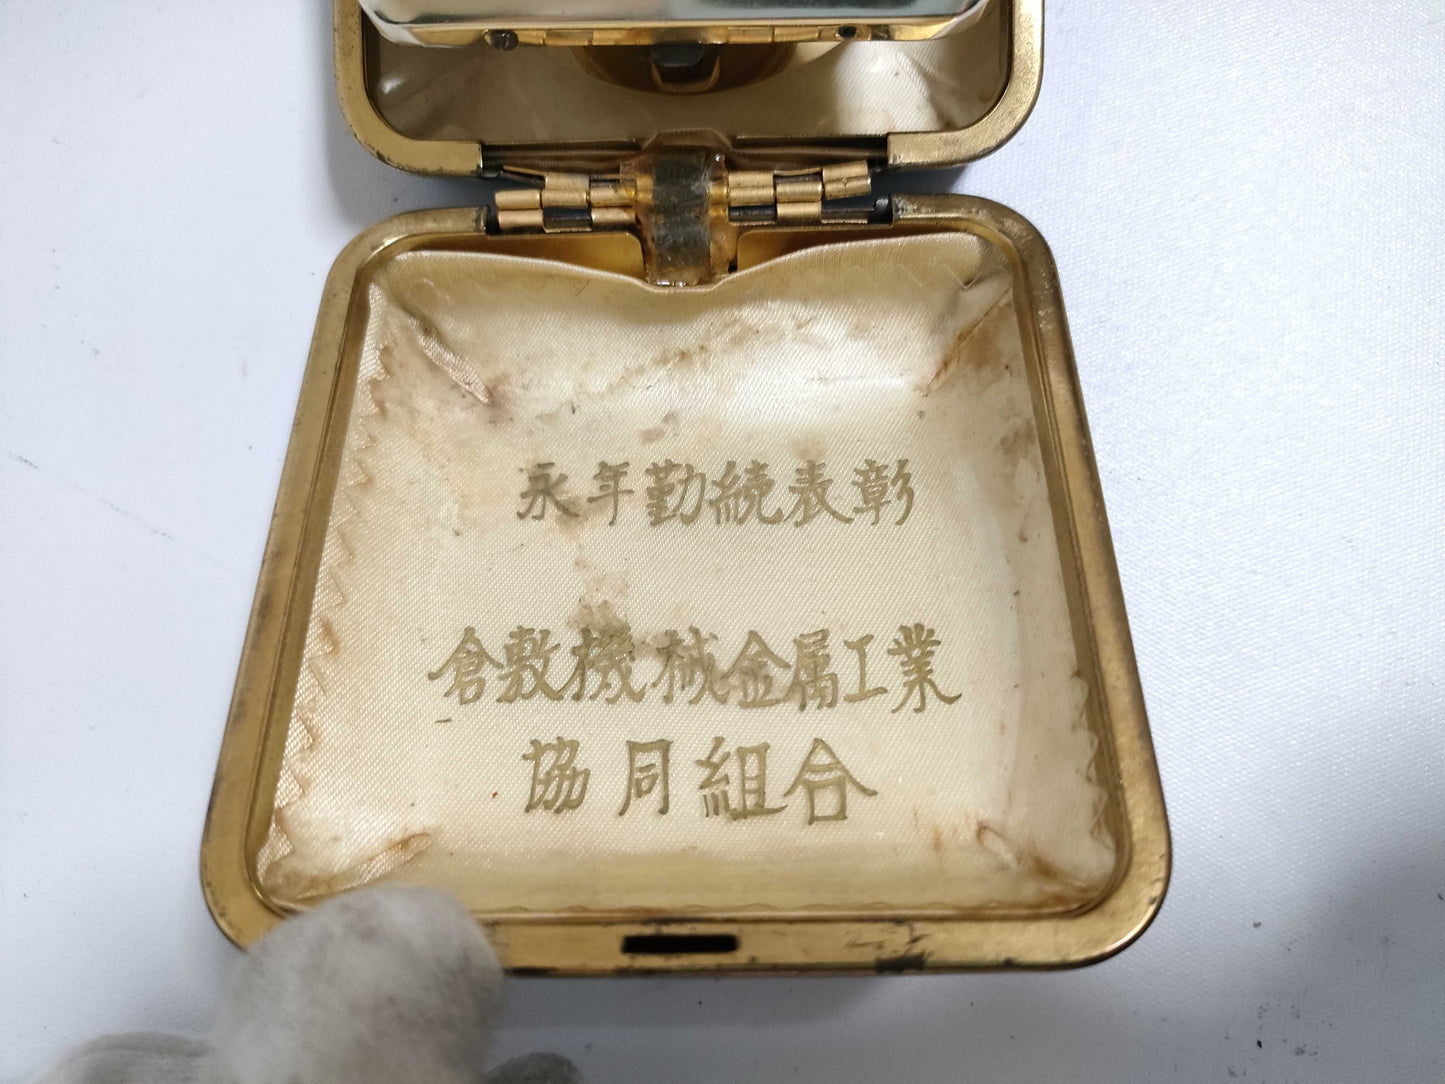 永年勤続表彰
倉敷機械金属工業
協同組合